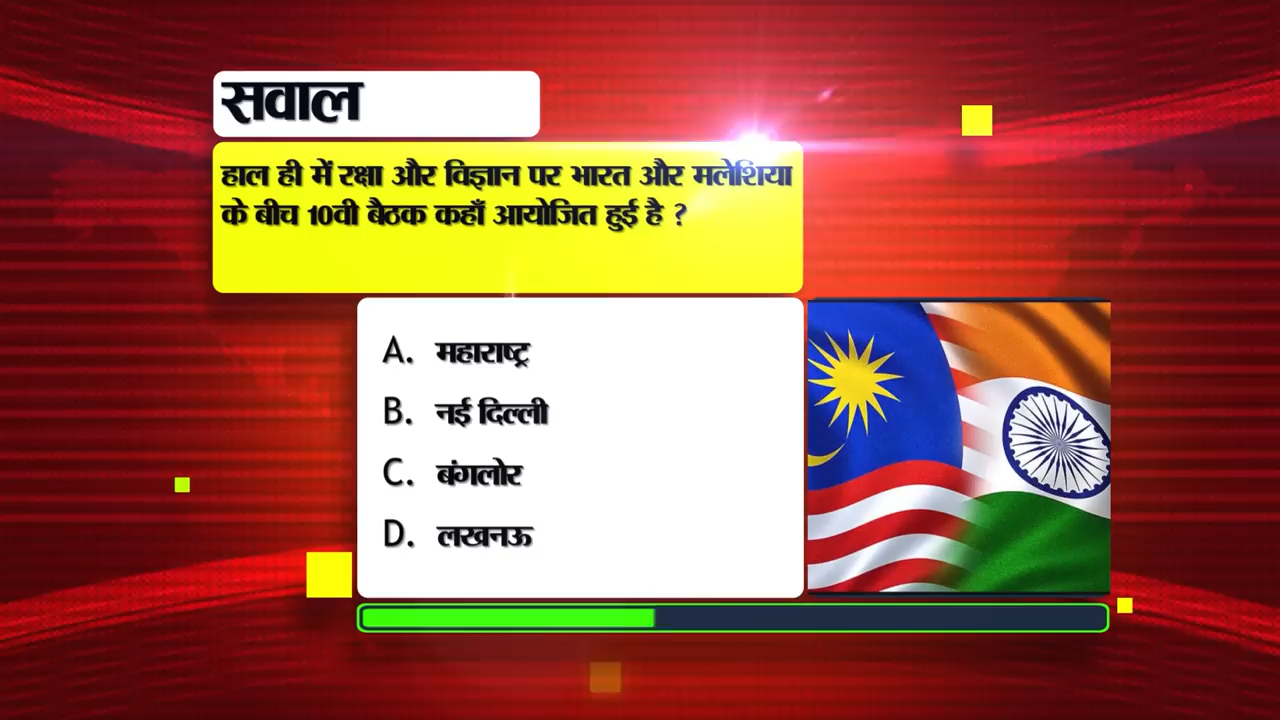 सवाल
हाल ही में रक्षा और विज्ञान पर भारत और मलेशिया
के बीच 10वी बैठक कहाँ आयोजित हुई है ?
A. महाराष्ट्र
B. नई दिल्ली
C. बंगलोर
D. लखनऊ